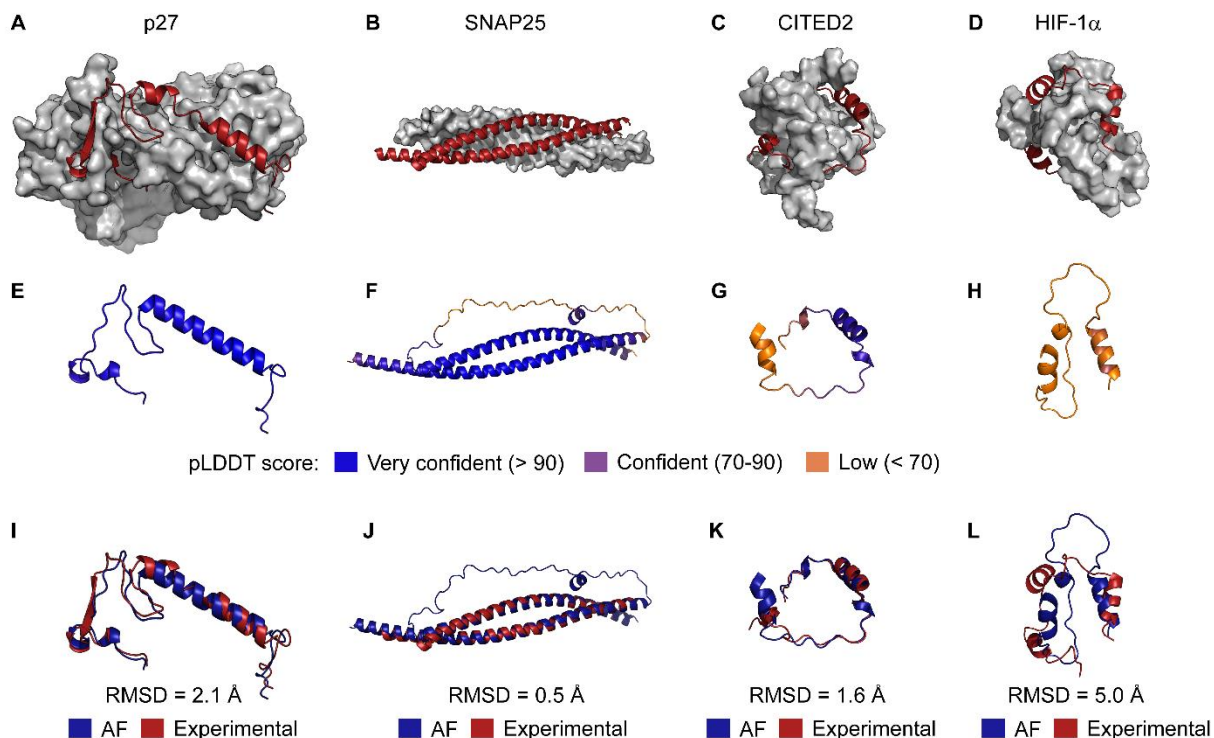 A p27 B SNAP25 C CITED2 D HIF-1α
E F G H
pLDDT score: Very confident (> 90) Confident (70-90) Low (< 70)
I J K L
RMSD = 2.1 Å RMSD = 0.5 Å RMSD = 1.6 Å RMSD = 5.0 Å
AF Experimental AF Experimental AF Experimental AF Experimental